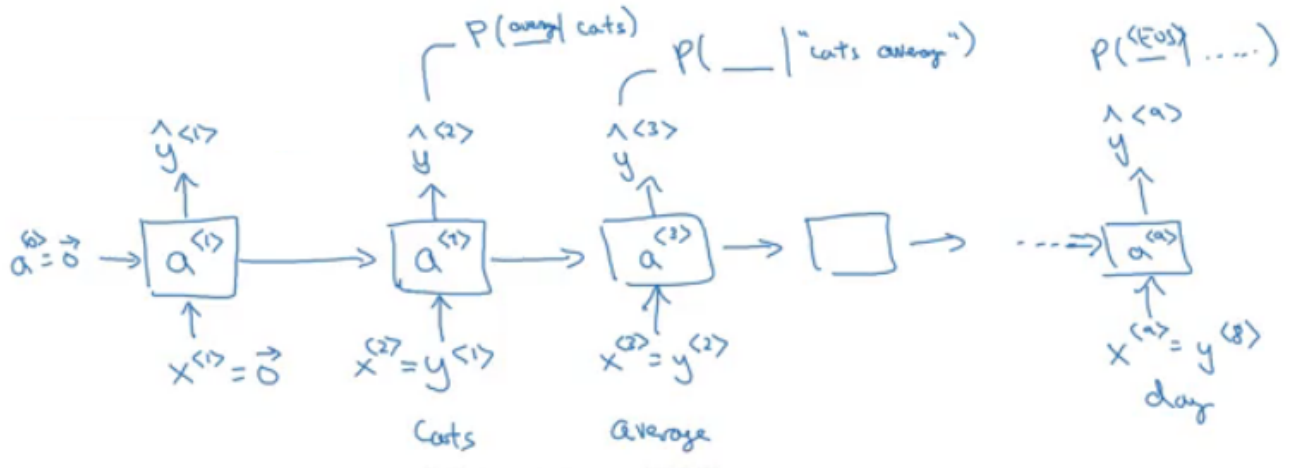 P(average| cats)
P( ___ | "cats average")
P(<EOS>| ......)
ŷ<1>
ŷ<2>
ŷ<3>
ŷ<9>
a<0> = 0⃗
a<1>
a<2>
a<3>
a<9>
x<1> = 0⃗
x<2> = y<1>
x<3> = y<2>
x<9> = y<8>
Cats
average
day